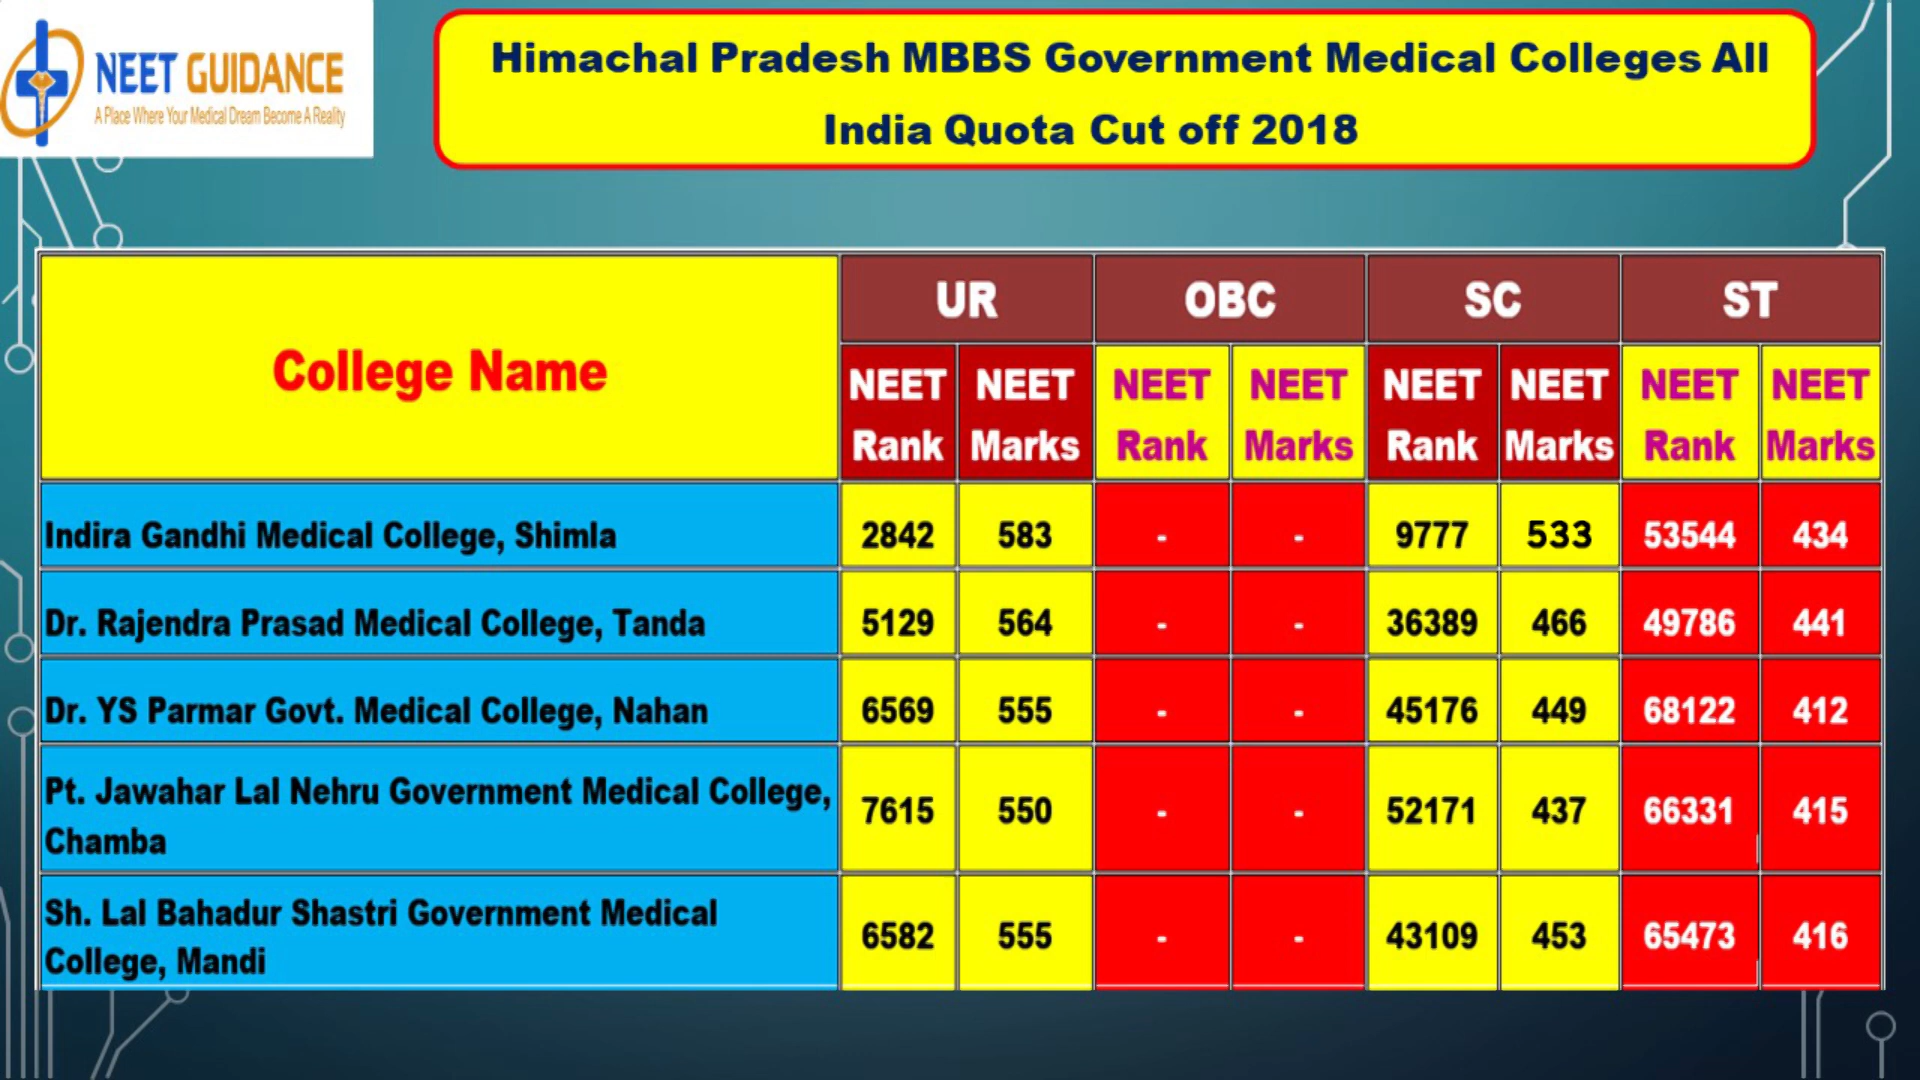 NEET GUIDANCE
A Place Where Your Medical Dream Become A Reality
Himachal Pradesh MBBS Government Medical Colleges All
India Quota Cut off 2018
College Name
UR
OBC
SC
ST
NEET Rank
NEET Marks
NEET Rank
NEET Marks
NEET Rank
NEET Marks
NEET Rank
NEET Marks
Indira Gandhi Medical College, Shimla 2842 583 - - 9777 533 53544 434
Dr. Rajendra Prasad Medical College, Tanda 5129 564 - - 36389 466 49786 441
Dr. YS Parmar Govt. Medical College, Nahan 6569 555 - - 45176 449 68122 412
Pt. Jawahar Lal Nehru Government Medical College,
Chamba 7615 550 - - 52171 437 66331 415
Sh. Lal Bahadur Shastri Government Medical
College, Mandi 6582 555 - - 43109 453 65473 416